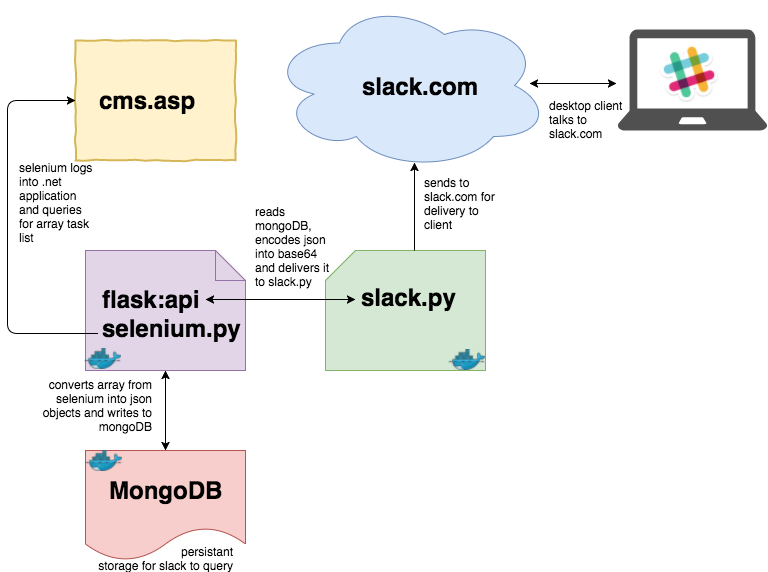 cms.asp
slack.com
desktop client
talks to
slack.com
selenium logs
into .net
application
and queries
for array task
list
sends to
slack.com for
delivery to
client
reads
mongoDB,
encodes json
into base64
and delivers it
to slack.py
flask:api
selenium.py
slack.py
converts array from
selenium into json
objects and writes to
mongoDB
MongoDB
persistant
storage for slack to query